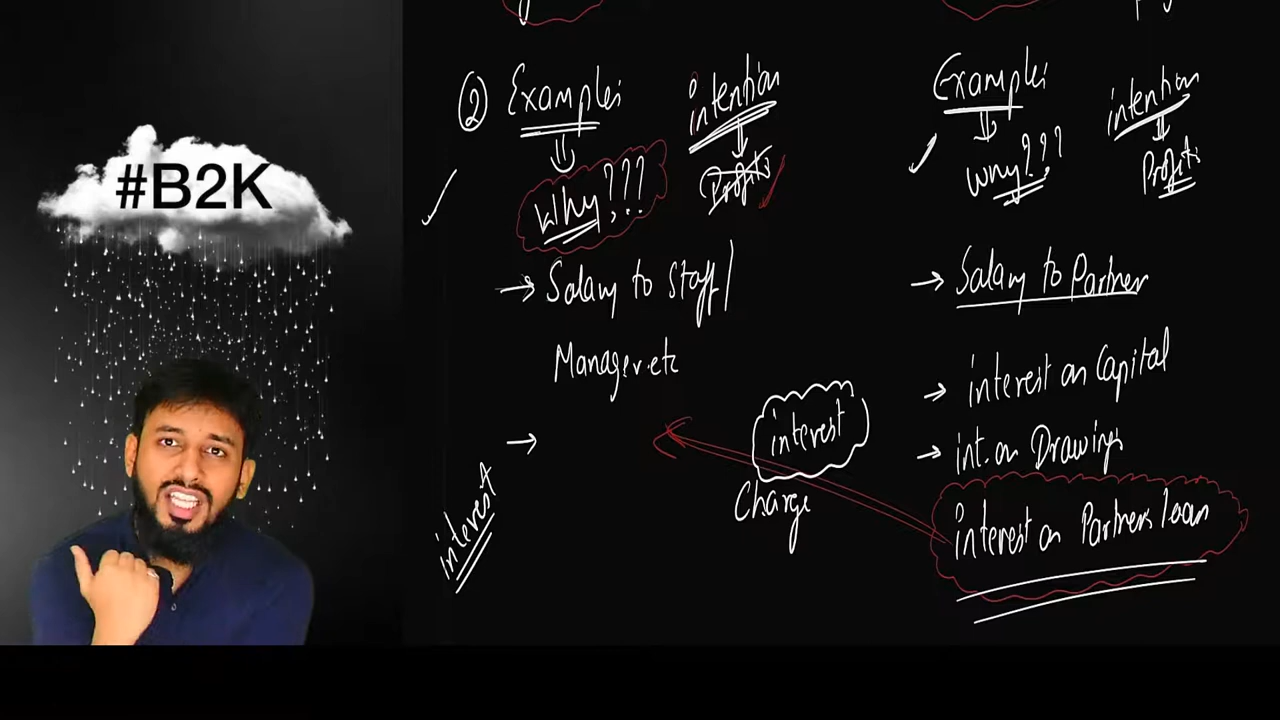 #B2K
② Examples
intention
Why???
Profits
→ Salary to Staff/
Manager etc
→
interest
interest
Charge
Examples
intention
Why???
Profits
→ Salary to Partner
→ interest on Capital
→ int. on Drawings
interest on Partners loan